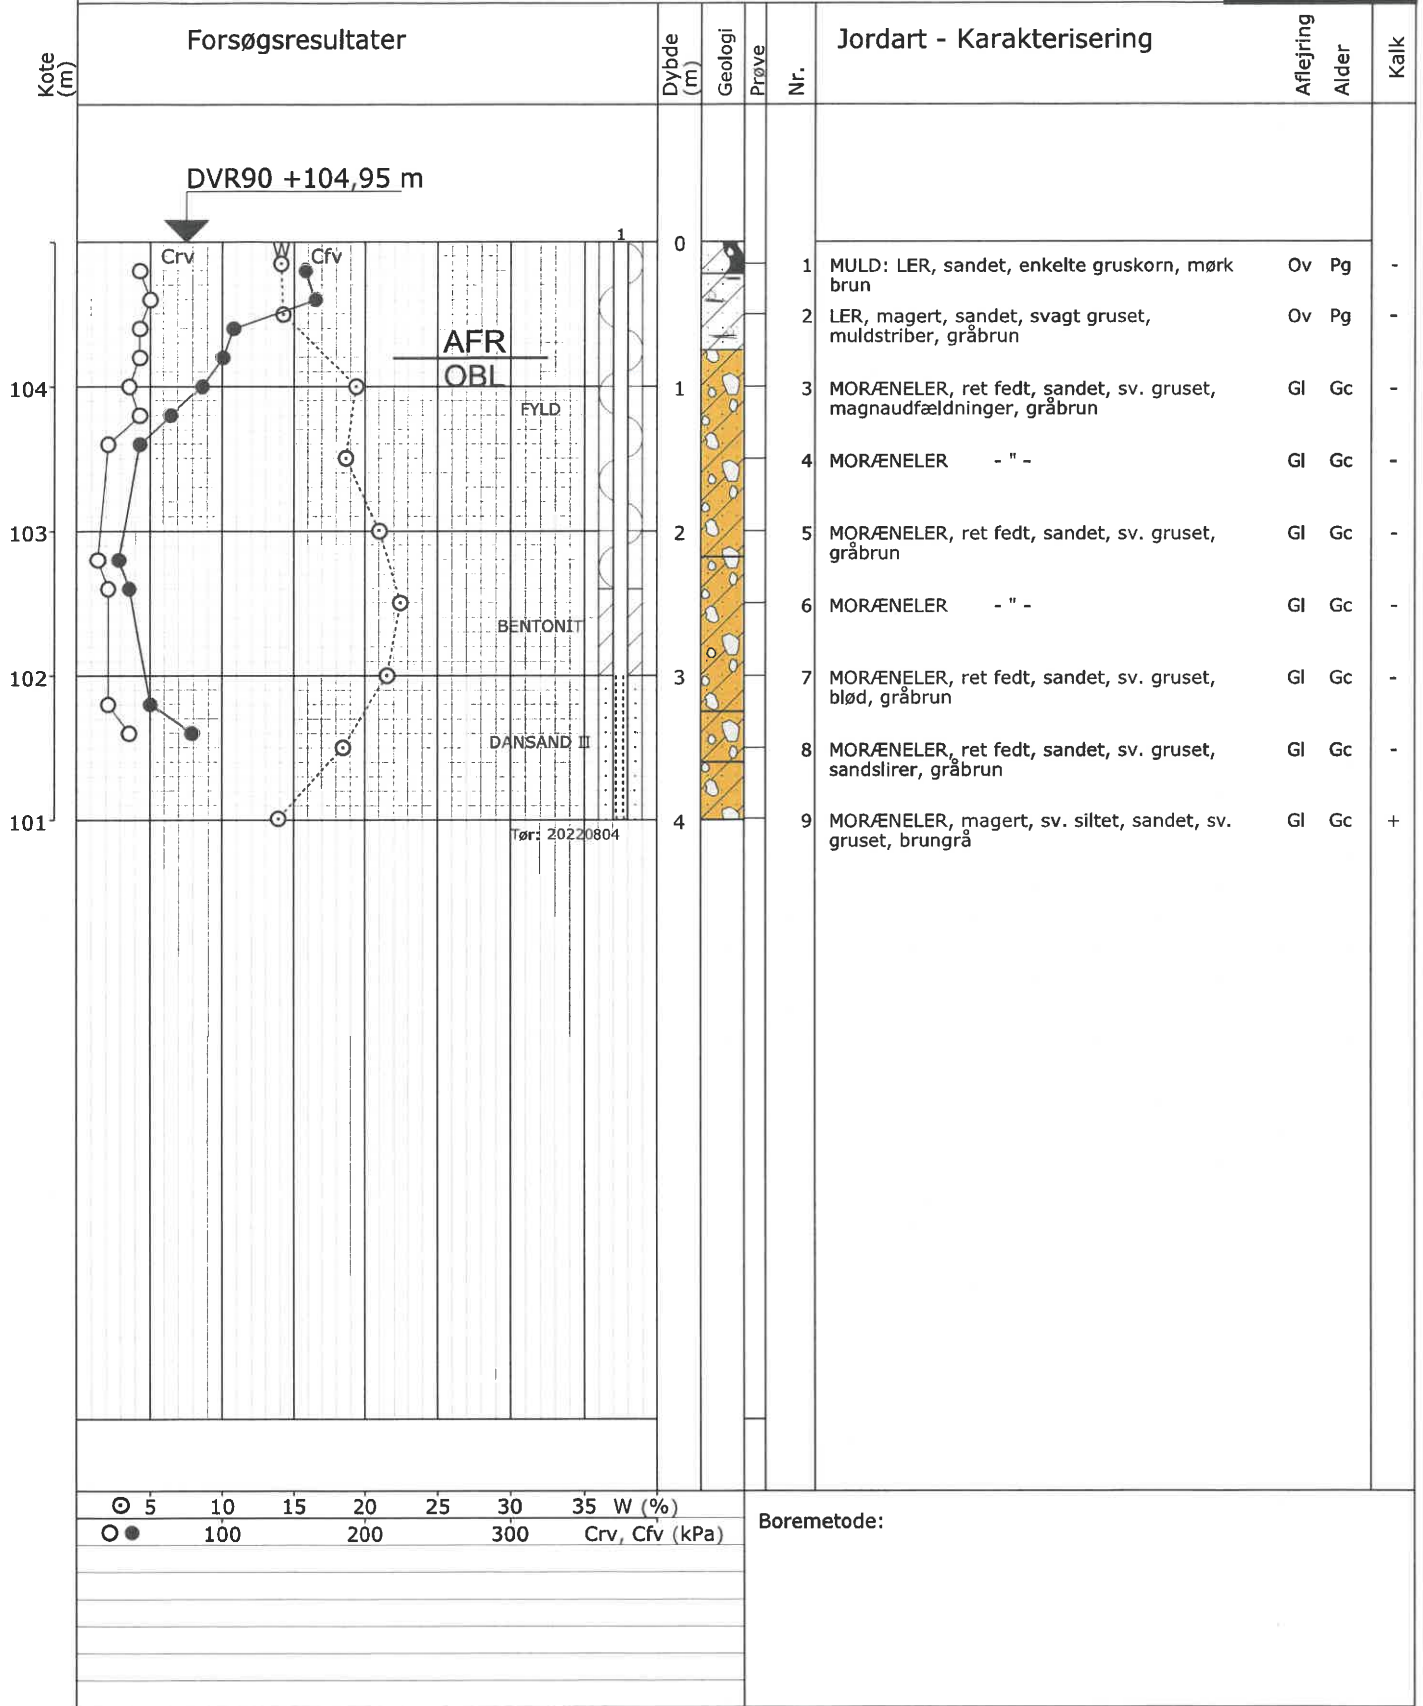 Kote (m)
Forsøgsresultater
Dybde (m)
Geologi
Prøve
Nr.
Jordart - Karakterisering
Aflejring
Alder
Kalk
DVR90 +104,95 m
Crv W Cfv 1 0
1 MULD: LER, sandet, enkelte gruskorn, mørk Ov Pg -
brun
2 LER, magert, sandet, svagt gruset, Ov Pg -
muldstriber, gråbrun
AFR
OBL
104 1 3 MORÆNELER, ret fedt, sandet, sv. gruset, Gl Gc -
magnaudfældninger, gråbrun
FYLD
4 MORÆNELER - " - Gl Gc -
103 2 5 MORÆNELER, ret fedt, sandet, sv. gruset, Gl Gc -
gråbrun
6 MORÆNELER - " - Gl Gc -
BENTONIT
102 3 7 MORÆNELER, ret fedt, sandet, sv. gruset, Gl Gc -
blød, gråbrun
DANSAND II
8 MORÆNELER, ret fedt, sandet, sv. gruset, Gl Gc -
sandslirer, gråbrun
101 4 9 MORÆNELER, magert, sv. siltet, sandet, sv. Gl Gc +
gruset, brungrå
Tør: 20220804
5 10 15 20 25 30 35 W (%)
100 200 300 Crv, Cfv (kPa)
Boremetode: